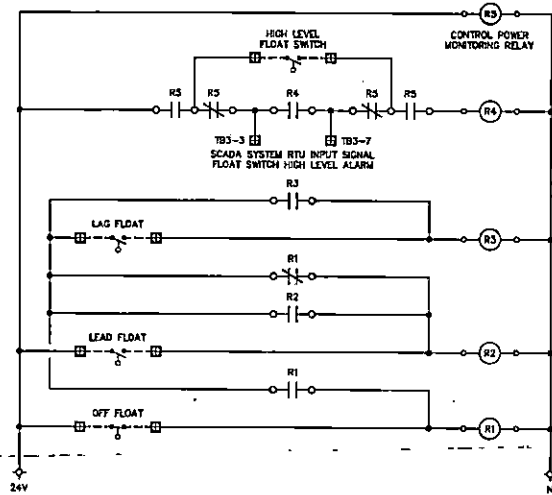 R5
CONTROL POWER
MONITORING RELAY
HIGH LEVEL
FLOAT SWITCH
R5 R5 R4 R5 R5
R4
TB3-3 TB3-7
SCADA SYSTEM RTU INPUT SIGNAL
FLOAT SWITCH HIGH LEVEL ALARM
R3
LAG FLOAT
R3
R1
R2
LEAD FLOAT
R2
R1
OFF FLOAT
R1
24V N